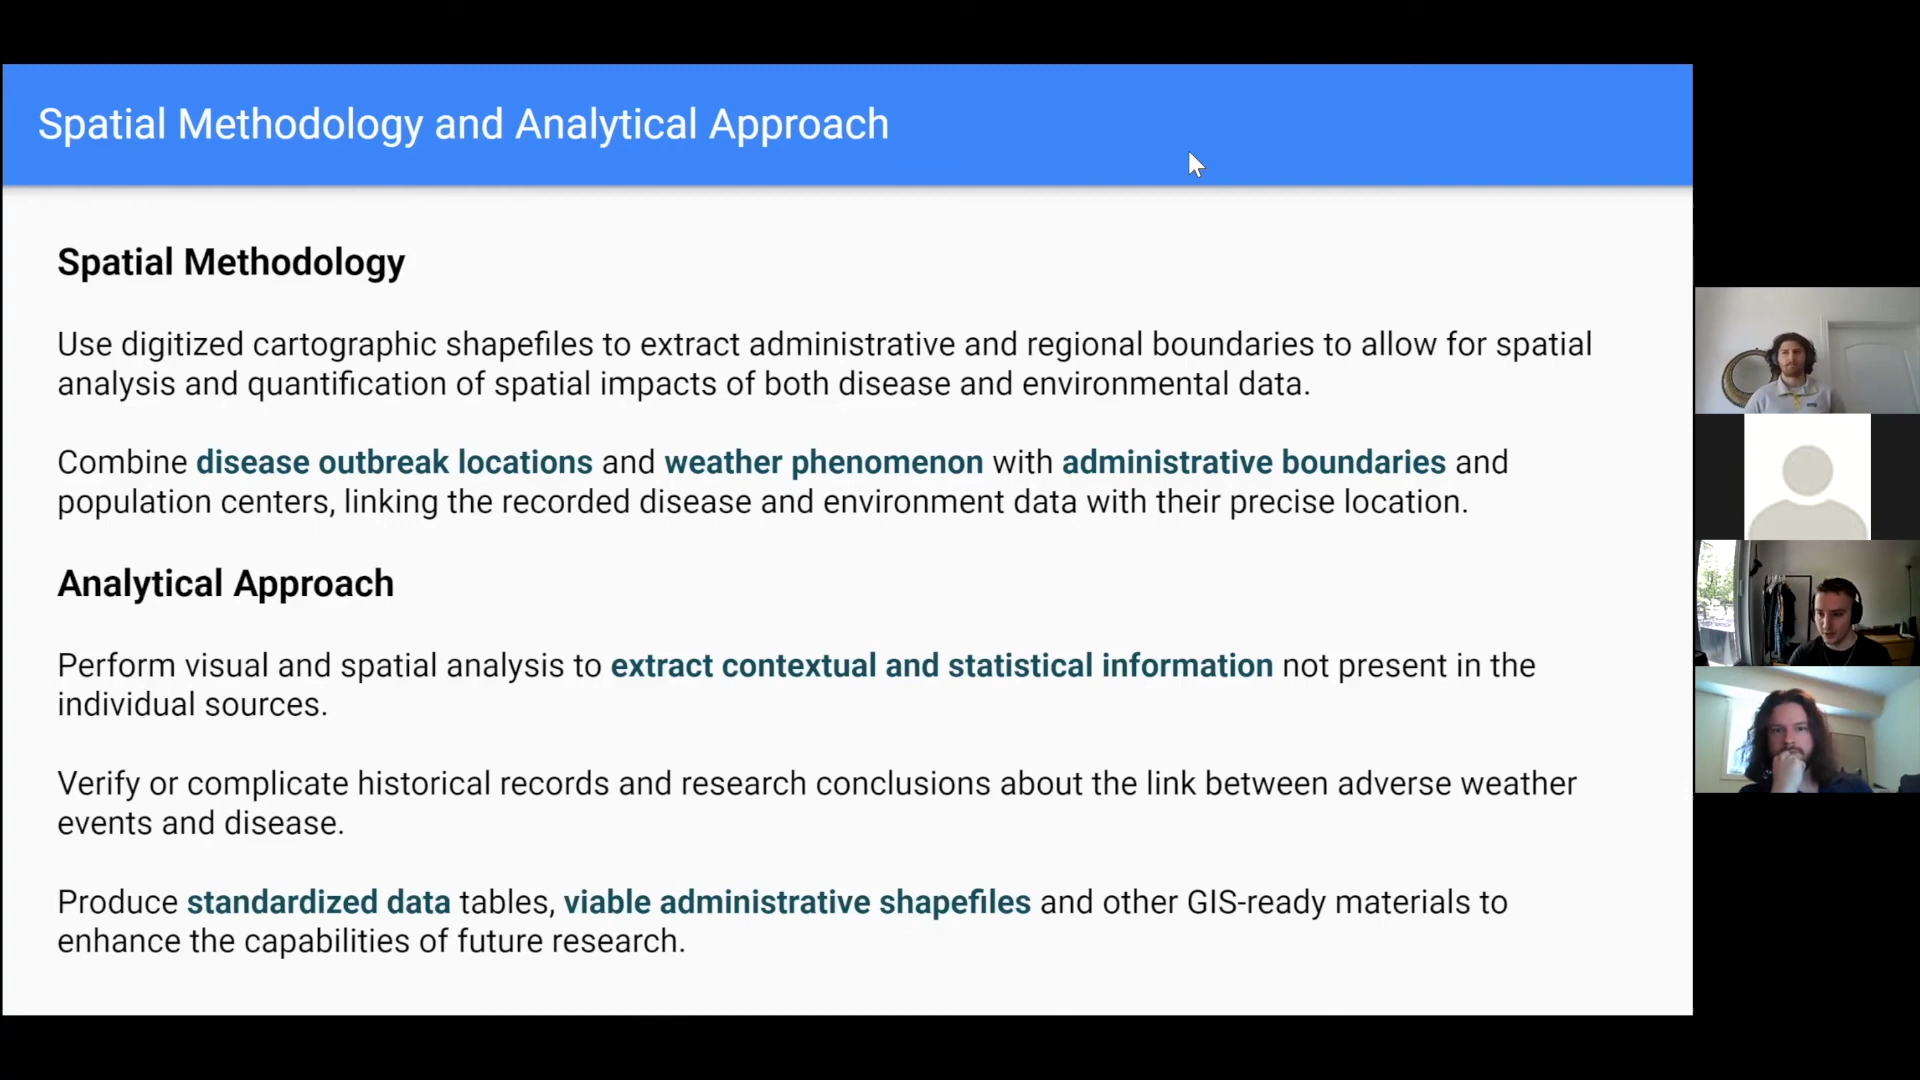 Spatial Methodology and Analytical Approach
Spatial Methodology
Use digitized cartographic shapefiles to extract administrative and regional boundaries to allow for spatial
analysis and quantification of spatial impacts of both disease and environmental data.
Combine disease outbreak locations and weather phenomenon with administrative boundaries and
population centers, linking the recorded disease and environment data with their precise location.
Analytical Approach
Perform visual and spatial analysis to extract contextual and statistical information not present in the
individual sources.
Verify or complicate historical records and research conclusions about the link between adverse weather
events and disease.
Produce standardized data tables, viable administrative shapefiles and other GIS-ready materials to
enhance the capabilities of future research.